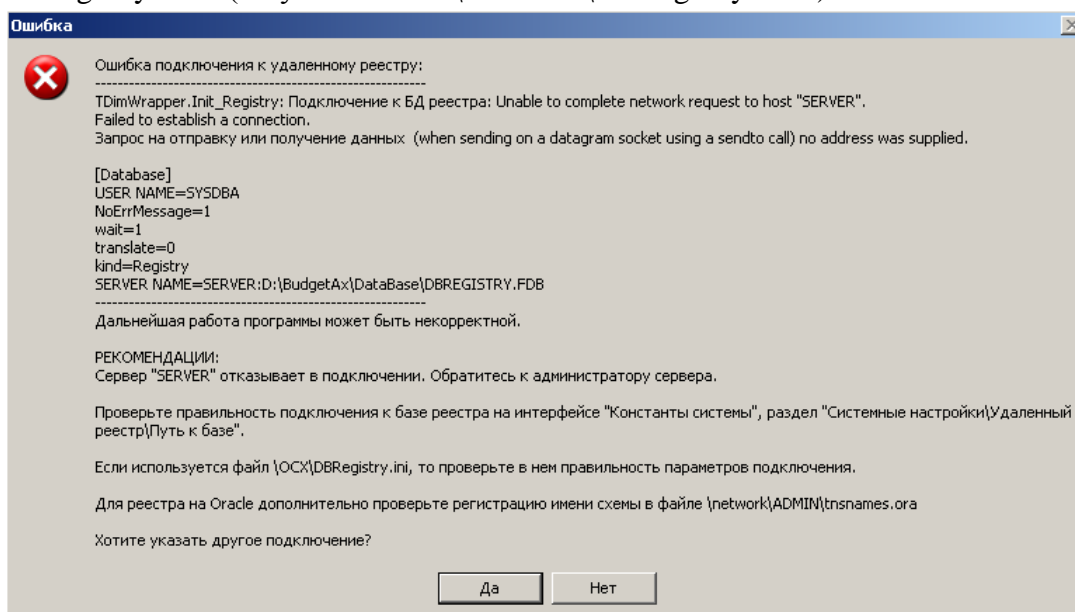 Ошибка
Ошибка подключения к удаленному реестру:
------------------------------------------------------------
TDimWrapper.Init_Registry: Подключение к БД реестра: Unable to complete network request to host "SERVER".
Failed to establish a connection.
Запрос на отправку или получение данных (when sending on a datagram socket using a sendto call) no address was supplied.
[Database]
USER NAME=SYSDBA
NoErrMessage=1
wait=1
translate=0
kind=Registry
SERVER NAME=SERVER:D:\BudgetAx\DataBase\DBREGISTRY.FDB
------------------------------------------------------------
Дальнейшая работа программы может быть некорректной.
РЕКОМЕНДАЦИИ:
Сервер "SERVER" отказывает в подключении. Обратитесь к администратору сервера.
Проверьте правильность подключения к базе реестра на интерфейсе "Константы системы", раздел "Системные настройки\Удаленный
реестр\Путь к базе".
Если используется файл \OCX\DBRegistry.ini, то проверьте в нем правильность параметров подключения.
Для реестра на Oracle дополнительно проверьте регистрацию имени схемы в файле \network\ADMIN\tnsnames.ora
Хотите указать другое подключение?
Да Нет